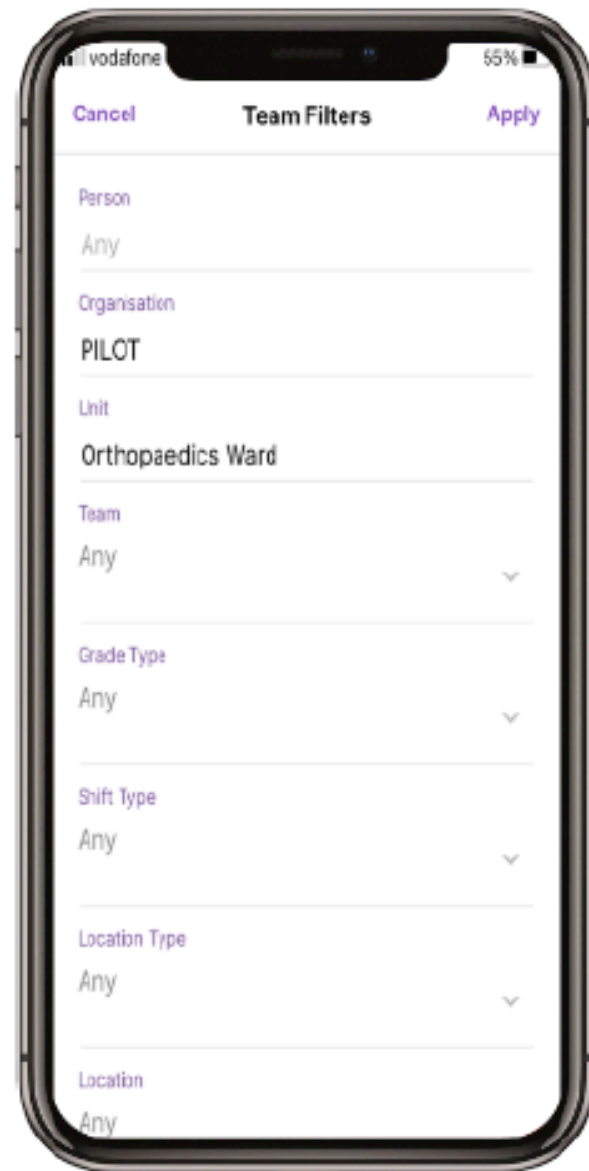 vodafone 55%
Cancel Team Filters Apply
Person
Any
Organisation
PILOT
Unit
Orthopaedics Ward
Team
Any
Grade Type
Any
Shift Type
Any
Location Type
Any
Location
Any